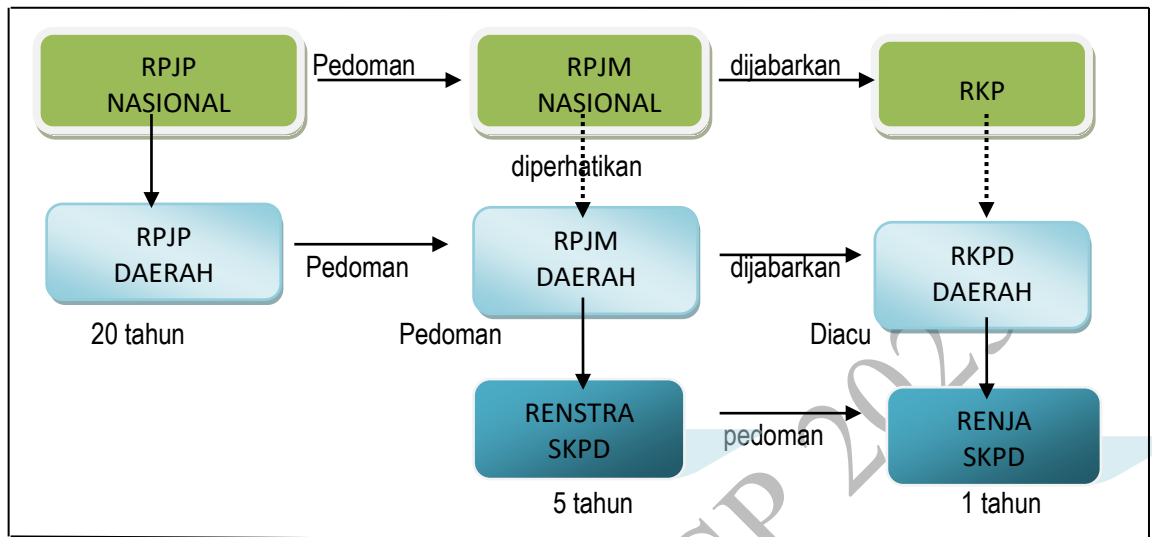 RPJP
NASIONAL
Pedoman
RPJM
NASIONAL
dijabarkan
RKP
diperhatikan
RPJP
DAERAH
Pedoman
RPJM
DAERAH
dijabarkan
RKPD
DAERAH
20 tahun
Pedoman
Diacu
RENSTRA
SKPD
pedoman
RENJA
SKPD
5 tahun
1 tahun